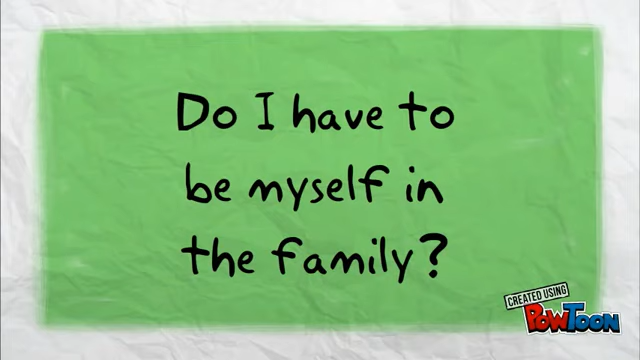 Do I have to
be myself in
the family?
CREATED USING
POWTOON